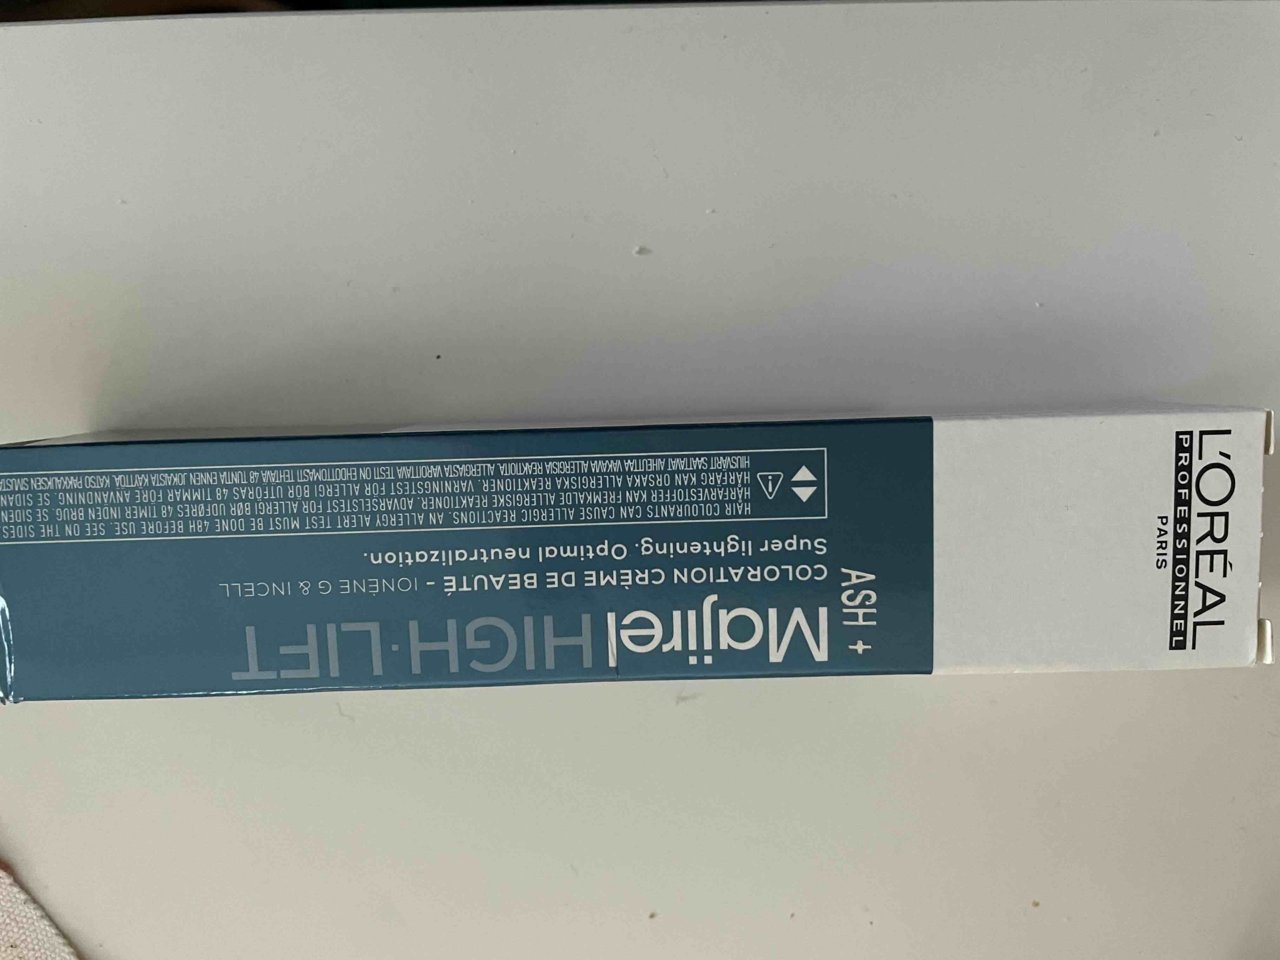 L'ORÉAL
PROFESSIONNEL
PARIS
ASH +
Majirel HIGH·LIFT
COLORATION CRÈME DE BEAUTÉ - IONÈNE G & INCELL
Super lightening. Optimal neutralization.
HAIR COLOURANTS CAN CAUSE ALLERGIC REACTIONS. AN ALLERGY ALERT TEST MUST BE DONE 48H BEFORE USE. SEE ON THE SIDES.
HÅRFARVESTOFFER KAN FREMKALDE ALLERGISKE REAKTIONER. ADVARSELSTEST FOR ALLERGI BØR UDFØRES 48 TIMER INDEN BRUG. SE SIDEN
HÅRFÄRG KAN ORSAKA ALLERGISKA REAKTIONER. VARNINGSTEST FÖR ALLERGI BÖR UTFÖRAS 48 TIMMAR FÖRE ANVÄNDNING. SE SIDAN
HIUSVÄRIT SAATTAVAT AIHEUTTAA VAKAVIA ALLERGISIA REAKTIOITA. ALLERGIASTA VAROITTAVA TESTI ON EHDOTTOMASTI TEHTÄVÄ 48 TUNTIA ENNEN JOKAISTA KÄYTTÖÄ. KATSO PAKKAUKSEN SIVUSTA